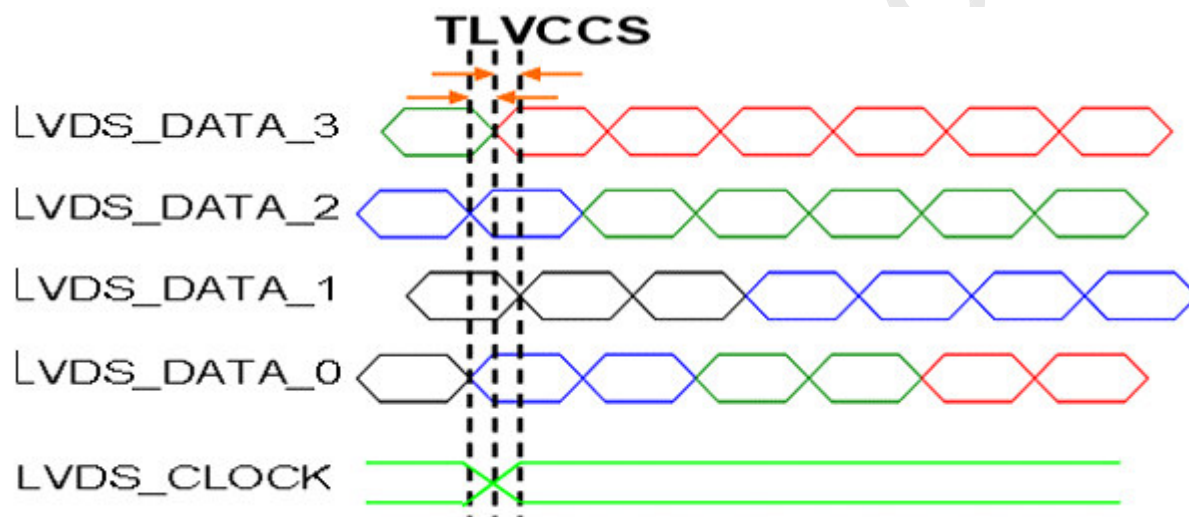 TLVCCS
LVDS_DATA_3
LVDS_DATA_2
LVDS_DATA_1
LVDS_DATA_0
LVDS_CLOCK